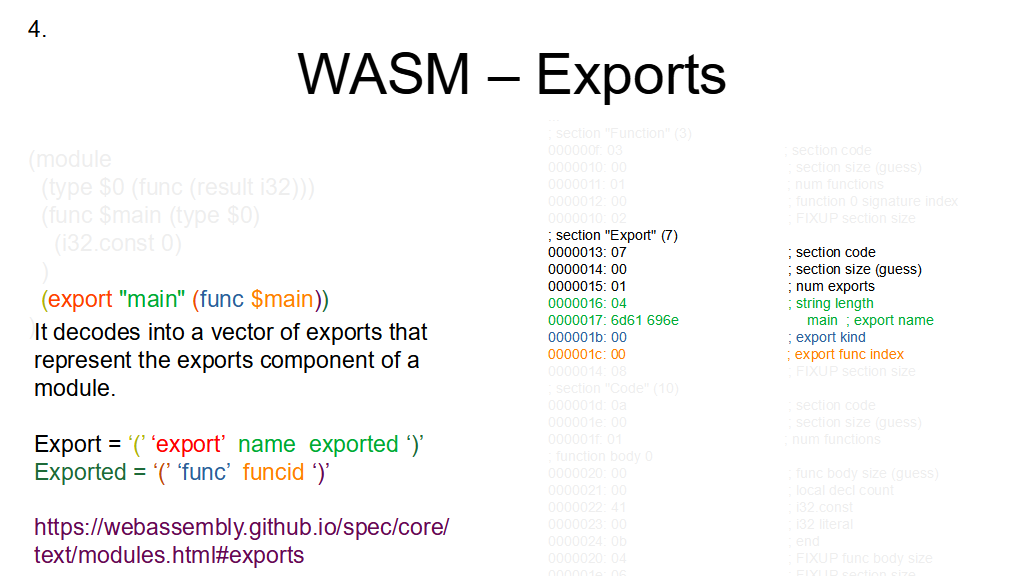 4.
WASM – Exports
(module
(type $0 (func (result i32)))
(func $main (type $0)
(i32.const 0)
)
(export "main" (func $main))
It decodes into a vector of exports that
represent the exports component of a
module.
Export = ‘(’ ‘export’ name exported ‘)’
Exported = ‘(’ ‘func’ funcid ‘)’
https://webassembly.github.io/spec/core/
text/modules.html#exports
...
; section "Function" (3)
000000f: 03 ; section code
0000010: 00 ; section size (guess)
0000011: 01 ; num functions
0000012: 00 ; function 0 signature index
0000010: 02 ; FIXUP section size
; section "Export" (7)
0000013: 07 ; section code
0000014: 00 ; section size (guess)
0000015: 01 ; num exports
0000016: 04 ; string length
0000017: 6d61 696e main ; export name
000001b: 00 ; export kind
000001c: 00 ; export func index
0000014: 08 ; FIXUP section size
; section "Code" (10)
000001d: 0a ; section code
000001e: 00 ; section size (guess)
000001f: 01 ; num functions
; function body 0
0000020: 00 ; func body size (guess)
0000021: 00 ; local decl count
0000022: 41 ; i32.const
0000023: 00 ; i32 literal
0000024: 0b ; end
0000020: 04 ; FIXUP func body size
000001e: 06 ; FIXUP section size